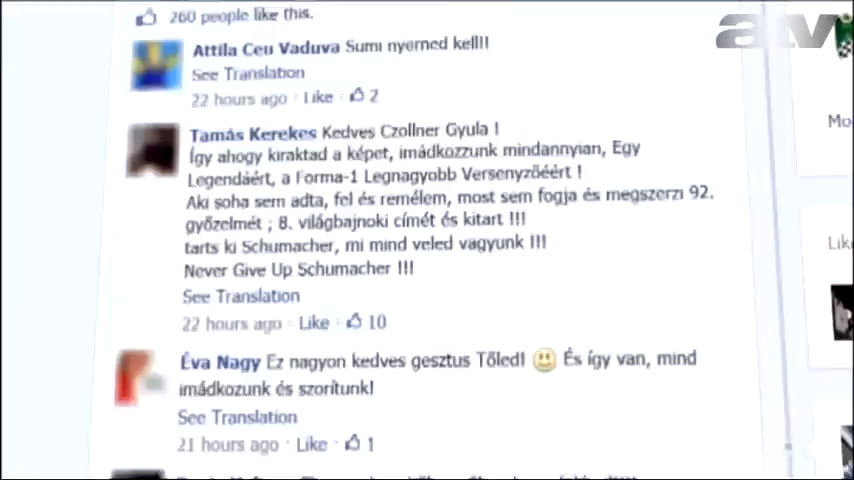 260 people like this.
atv
Attila Ceu Vaduva Sumi nyerned kell!!
See Translation
22 hours ago · Like · 2
Mo
Tamás Kerekes Kedves Czollner Gyula !
Így ahogy kiraktad a képet, imádkozzunk mindannyian, Egy
Legendáért, a Forma-1 Legnagyobb Versenyzőéért !
Aki soha sem adta, fel és remélem, most sem fogja és megszerzi 92.
győzelmét ; 8. világbajnoki címét és kitart !!!
tarts ki Schumacher, mi mind veled vagyunk !!!
Never Give Up Schumacher !!!
See Translation
22 hours ago · Like · 10
Lik
Éva Nagy Ez nagyon kedves gesztus Tőled! És így van, mind
imádkozunk és szorítunk!
See Translation
21 hours ago · Like · 1